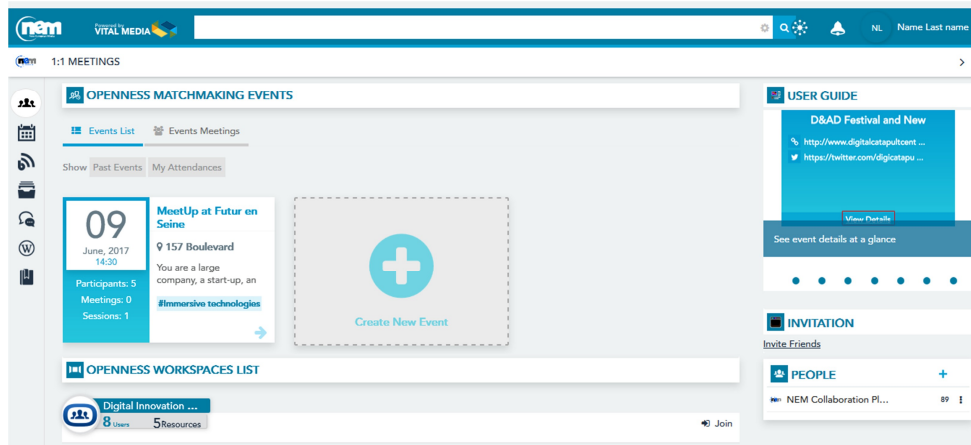 nem
Powered by
VITAL MEDIA
NL
Name Last name
nem
1:1 MEETINGS
OPENNESS MATCHMAKING EVENTS
Events List
Events Meetings
Show
Past Events
My Attendances
09
June, 2017
14:30
Participants: 5
Meetings: 0
Sessions: 1
MeetUp at Futur en
Seine
157 Boulevard
You are a large
company, a start-up, an
#Immersive technologies
Create New Event
OPENNESS WORKSPACES LIST
Digital Innovation ...
8 Users
5 Resources
Join
USER GUIDE
D&AD Festival and New
http://www.digitalcatapultcent ...
https://twitter.com/digicatapu ...
View Details
See event details at a glance
INVITATION
Invite Friends
PEOPLE
+
nem
NEM Collaboration Pl...
89